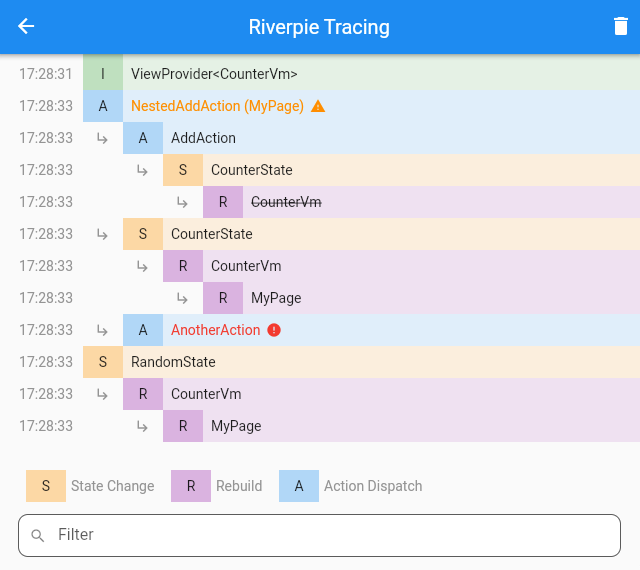 Riverpie Tracing
17:28:31 I ViewProvider<CounterVm>
17:28:33 A NestedAddAction (MyPage)
17:28:33 A AddAction
17:28:33 S CounterState
17:28:33 R CounterVm
17:28:33 S CounterState
17:28:33 R CounterVm
17:28:33 R MyPage
17:28:33 A AnotherAction
17:28:33 S RandomState
17:28:33 R CounterVm
17:28:33 R MyPage
S State Change R Rebuild A Action Dispatch
Filter